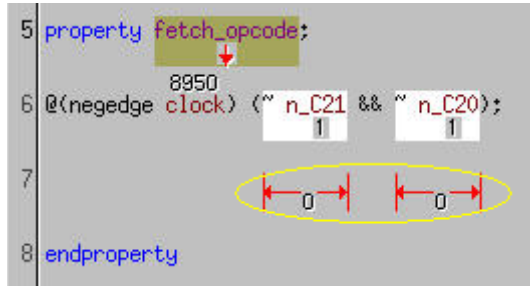 5 property fetch_opcode;
8950
6 @(negedge clock) (~ n_C21 && ~ n_C20);
1 1
7
0 0
8 endproperty